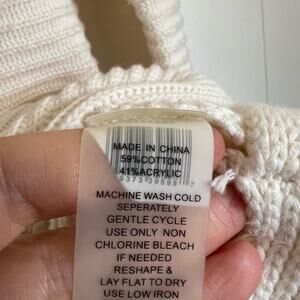 MADE IN CHINA
59%COTTON
41%ACRYLIC
MACHINE WASH COLD
SEPERATELY
GENTLE CYCLE
USE ONLY NON
CHLORINE BLEACH IF
IF NEEDED
RESHAPE &
LAY FLAT TO DRY
USE LOW IRON